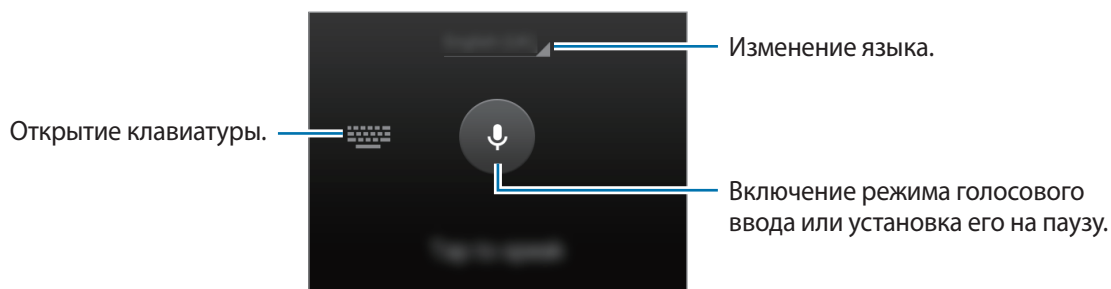 Изменение языка.
Открытие клавиатуры.
Включение режима голосового
ввода или установка его на паузу.